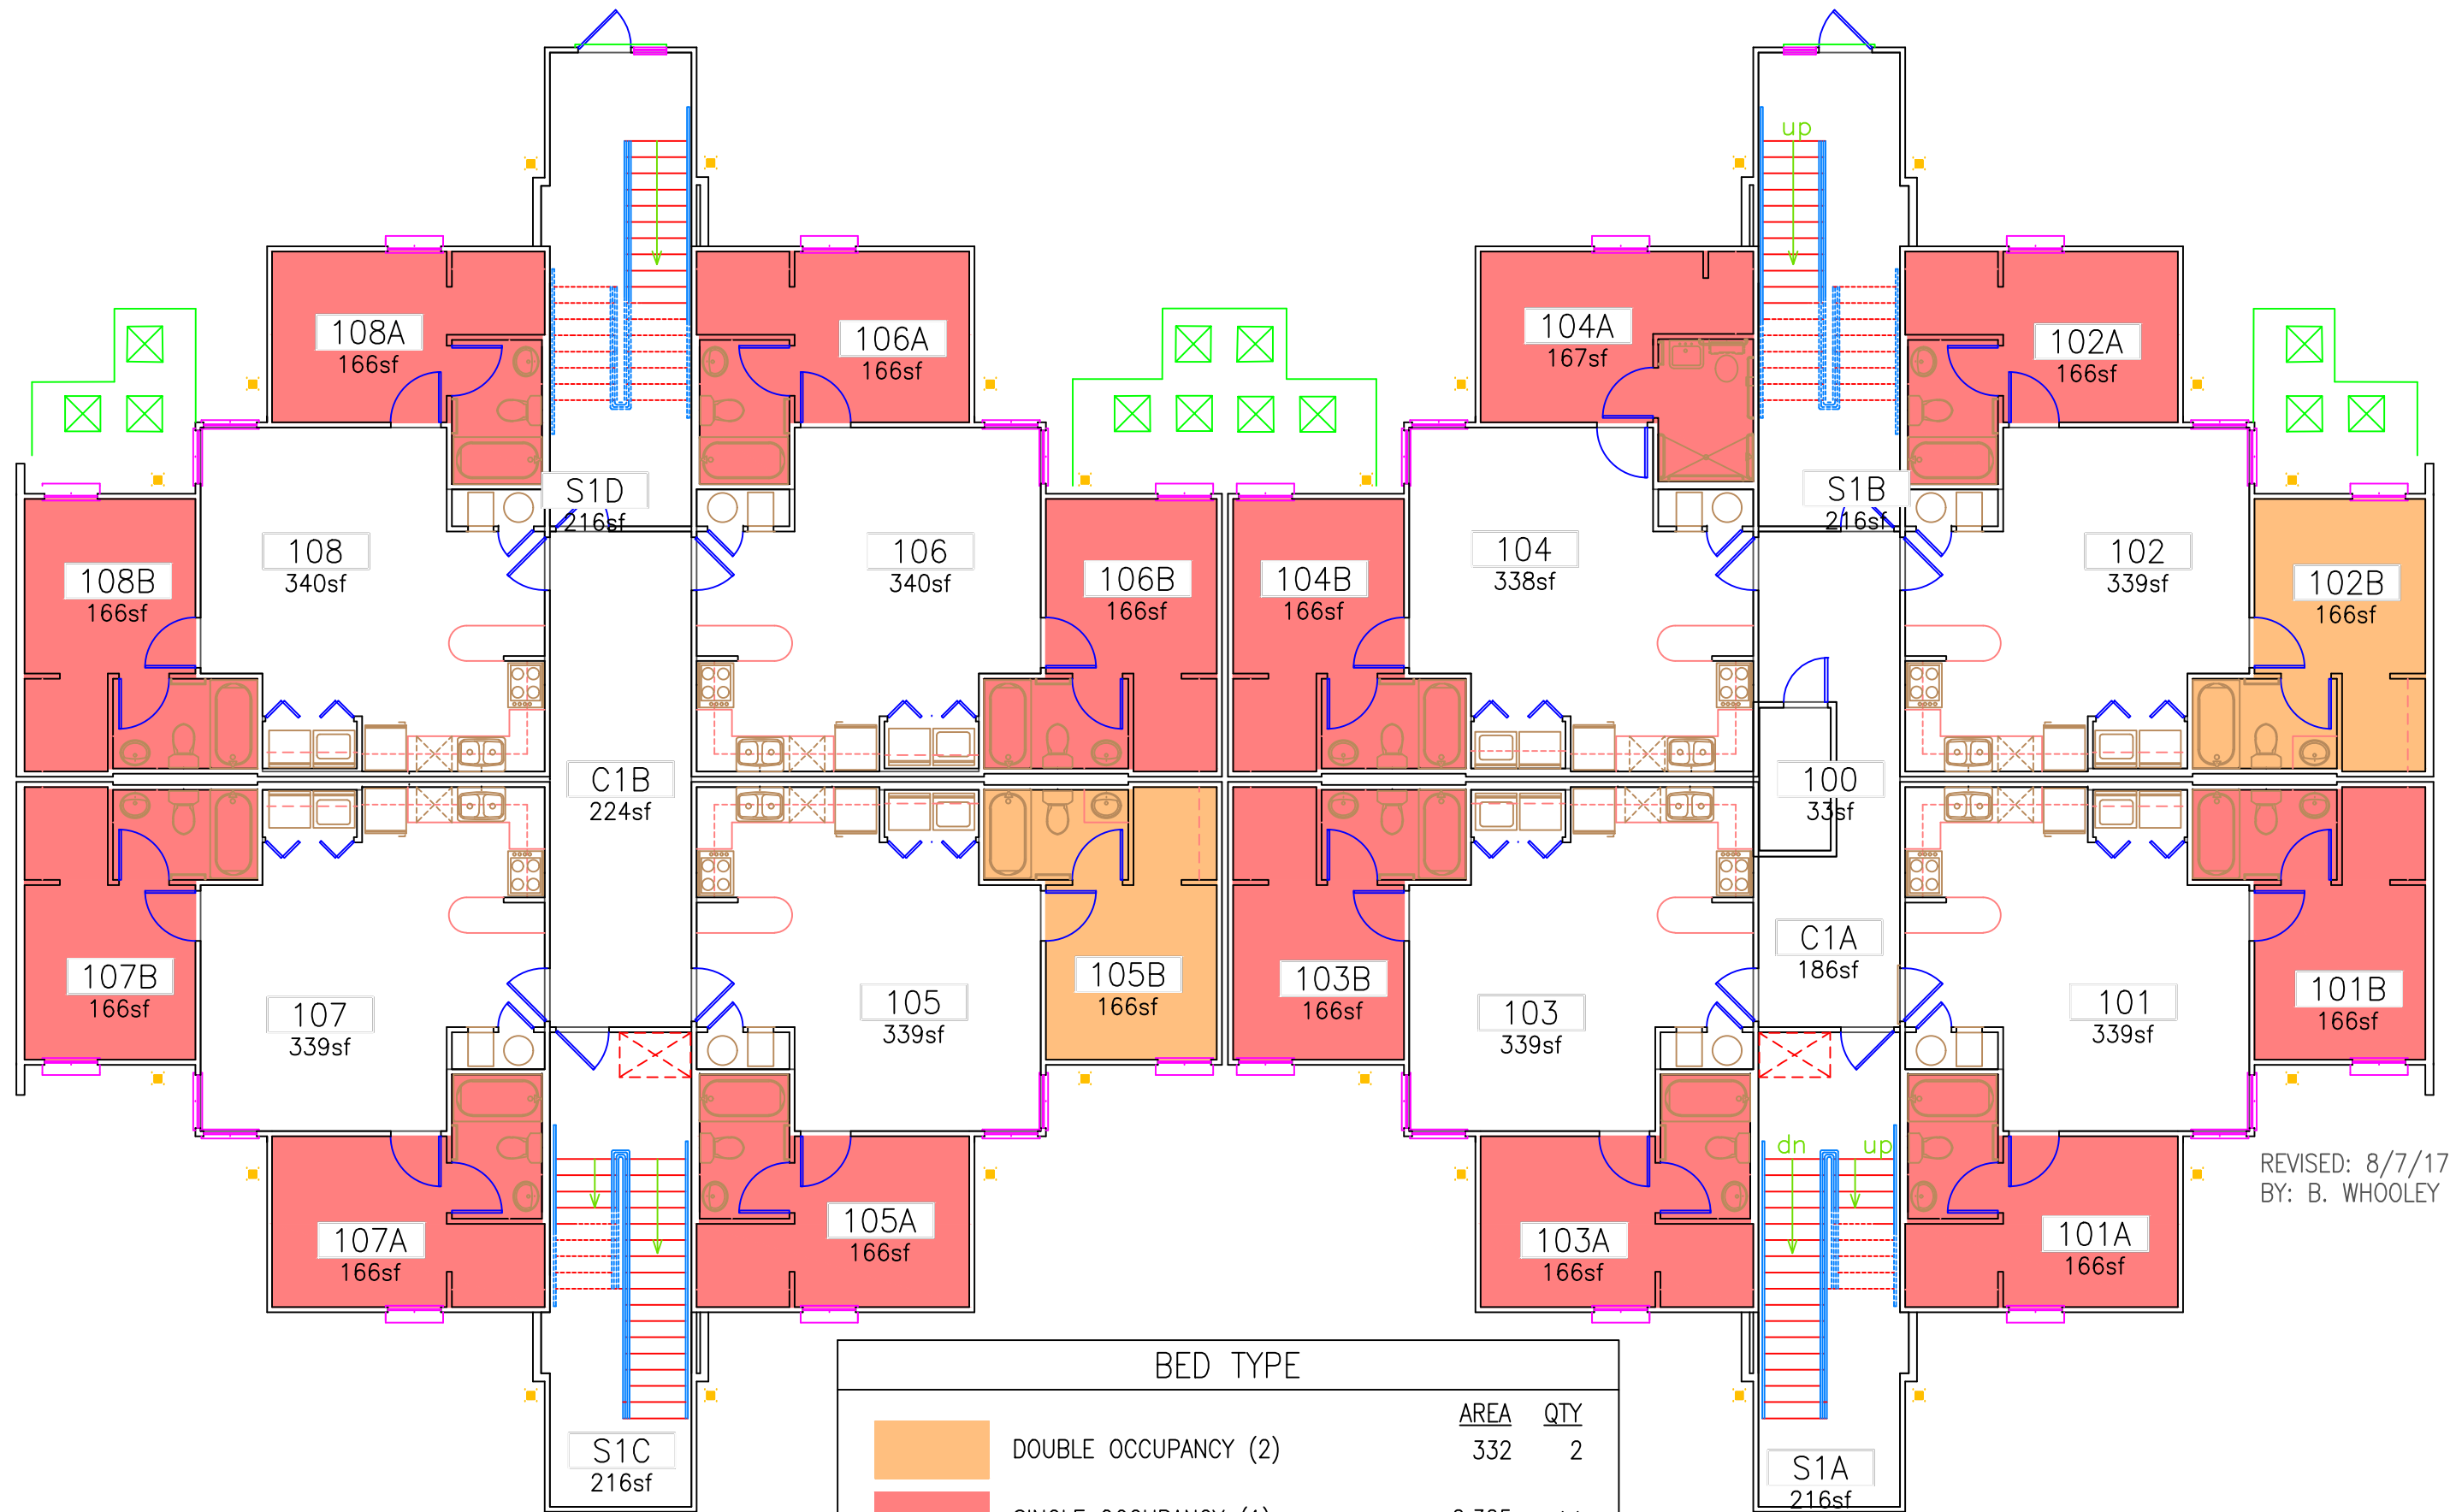 up
108A
166sf
106A
166sf
104A
167sf
102A
166sf
S1D
216sf
S1B
216sf
108
340sf
106
340sf
104
338sf
102
339sf
108B
166sf
106B
166sf
104B
166sf
102B
166sf
C1B
224sf
100
33sf
C1A
186sf
107B
166sf
107
339sf
105
339sf
105B
166sf
103B
166sf
103
339sf
101
339sf
101B
166sf
dn up
REVISED: 8/7/17
BY: B. WHOOLEY
107A
166sf
105A
166sf
103A
166sf
101A
166sf
S1C
216sf
S1A
216sf
BED TYPE
AREA QTY
DOUBLE OCCUPANCY (2) 332 2